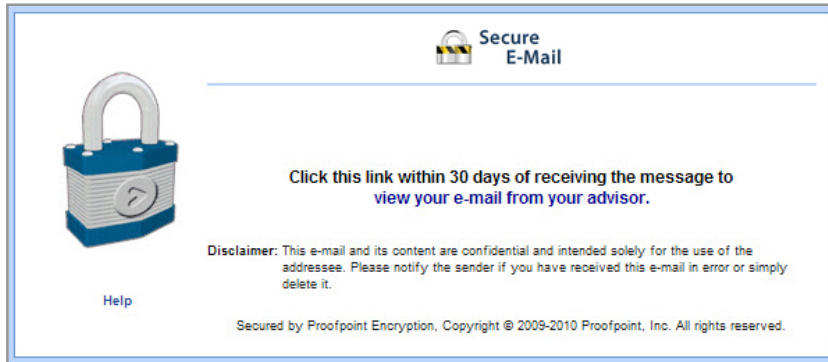 Secure
E-Mail
Click this link within 30 days of receiving the message to
view your e-mail from your advisor.
Disclaimer: This e-mail and its content are confidential and intended solely for the use of the
addressee. Please notify the sender if you have received this e-mail in error or simply
delete it.
Help
Secured by Proofpoint Encryption, Copyright © 2009-2010 Proofpoint, Inc. All rights reserved.